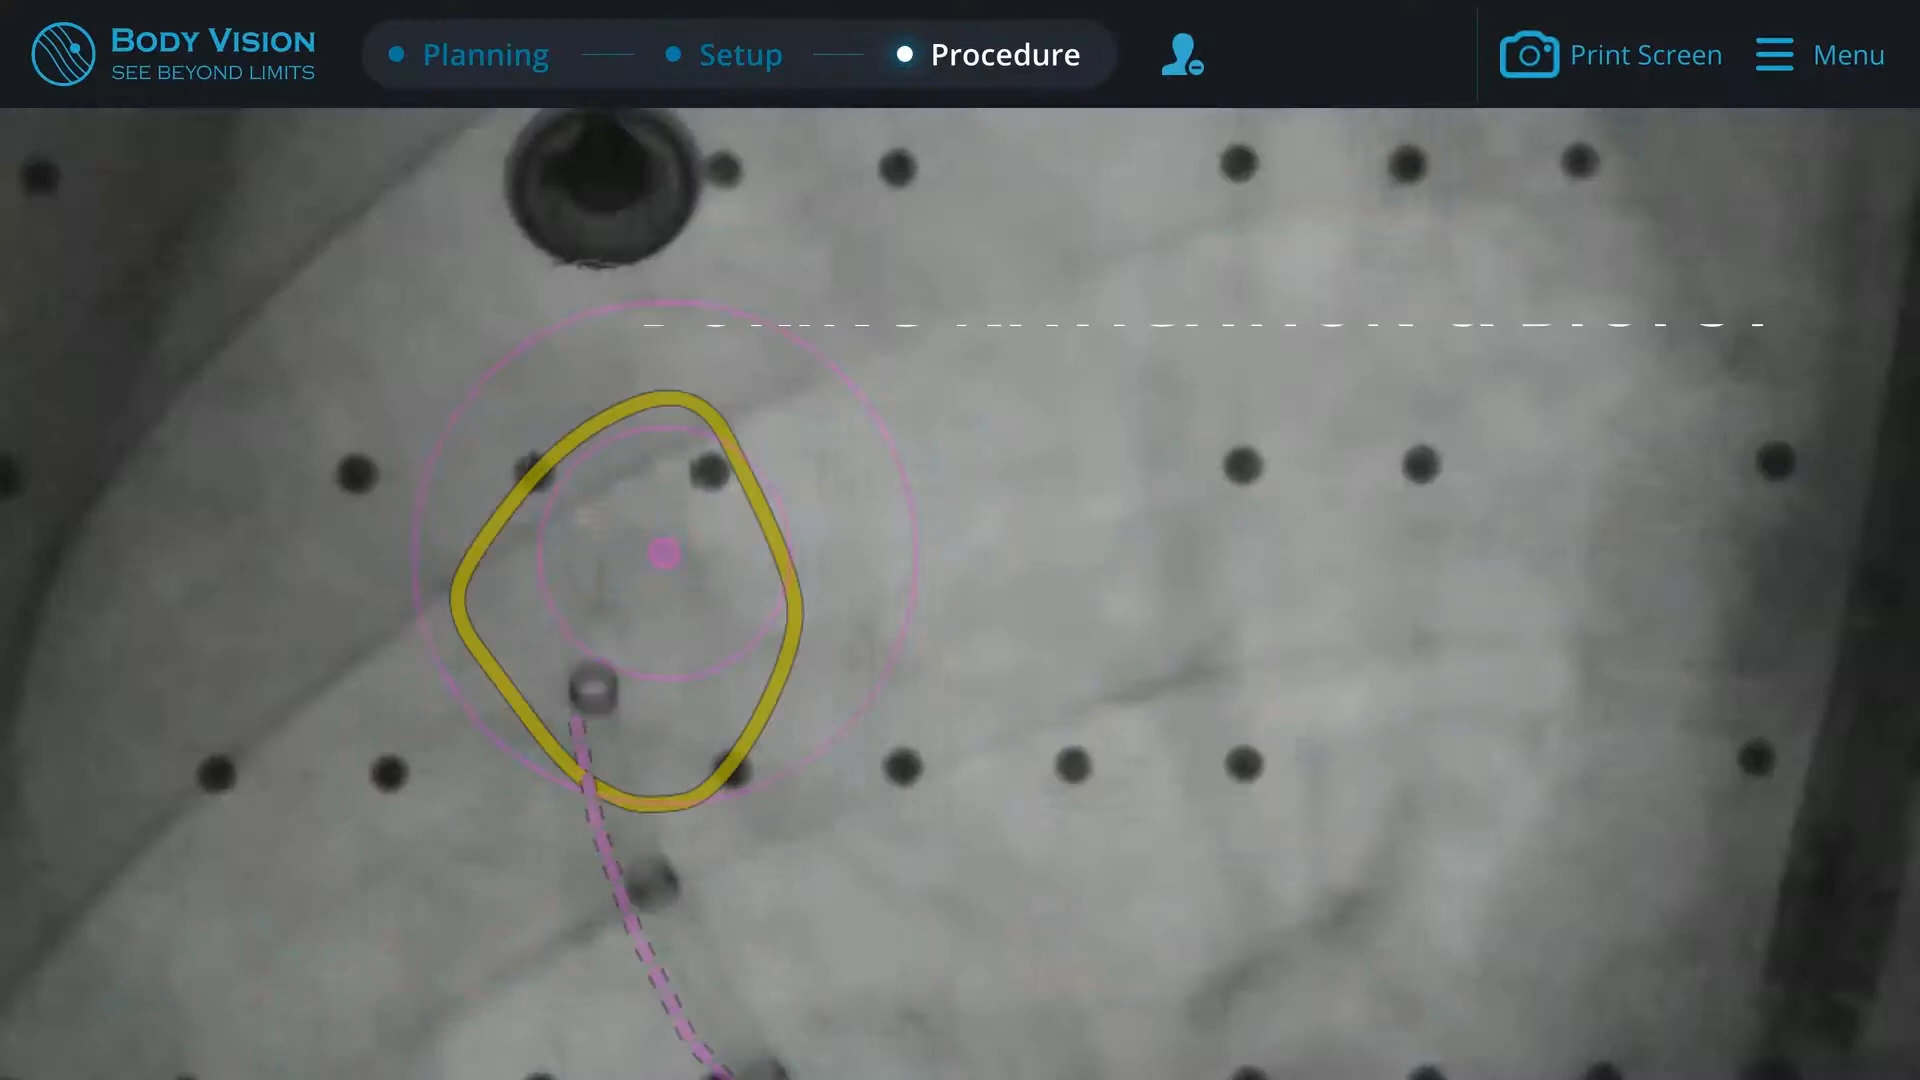 BODY VISION
SEE BEYOND LIMITS
Planning
Setup
Procedure
Print Screen
Menu